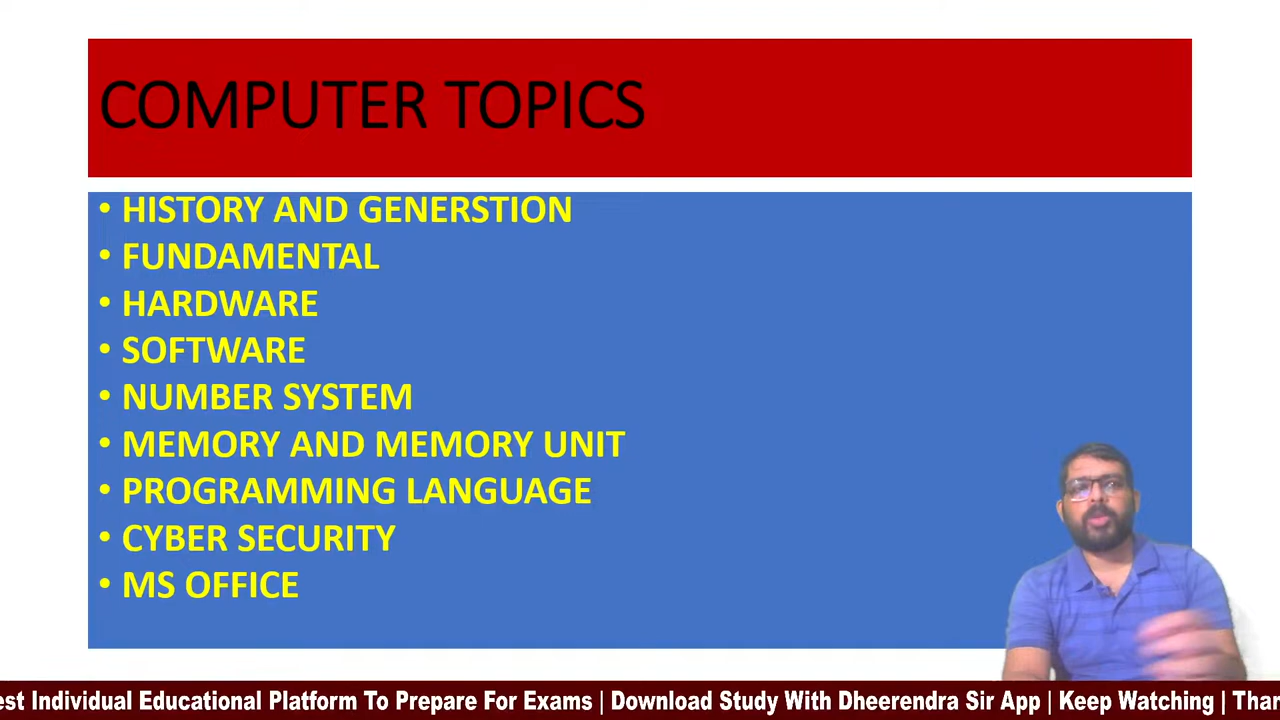 COMPUTER TOPICS
• HISTORY AND GENERSTION
• FUNDAMENTAL
• HARDWARE
• SOFTWARE
• NUMBER SYSTEM
• MEMORY AND MEMORY UNIT
• PROGRAMMING LANGUAGE
• CYBER SECURITY
• MS OFFICE
est Individual Educational Platform To Prepare For Exams | Download Study With Dheerendra Sir App | Keep Watching | Than